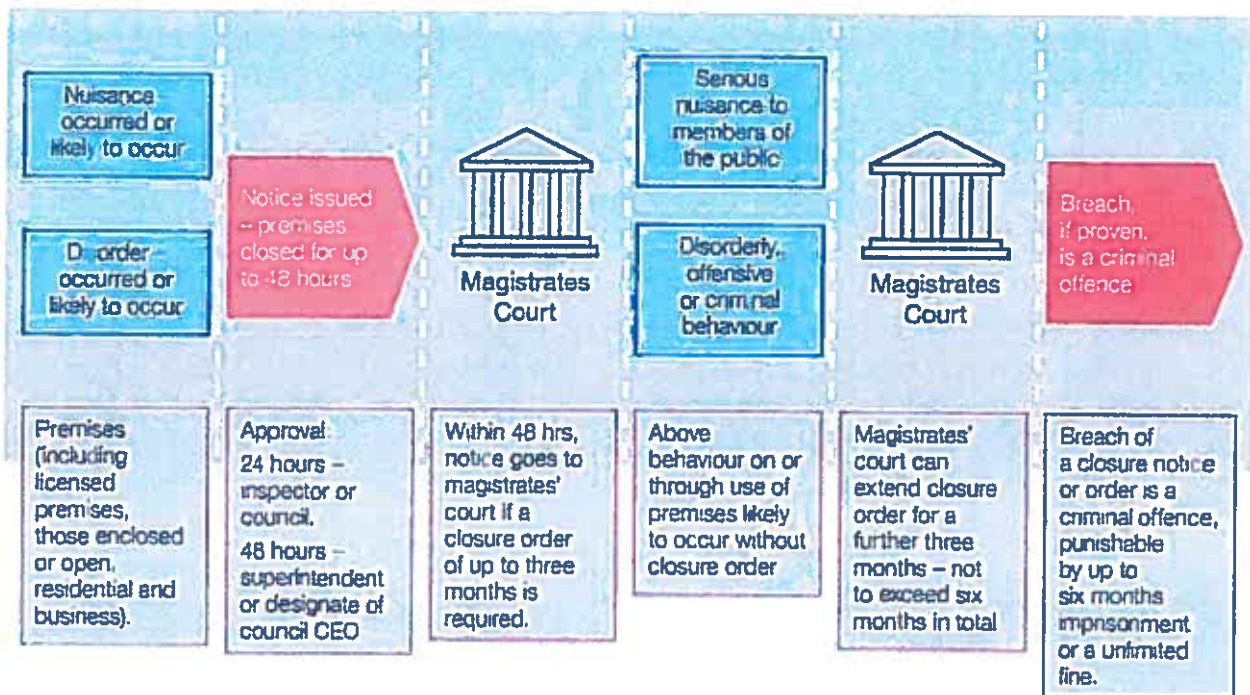 Nuisance
occurred or
likely to occur
D order –
occurred or
likely to occur
Notice issued
– premises
closed for up
to 48 hours
Magistrates
Court
Serious
nuisance to
members of
the public
Disorderly,
offensive
or criminal
behaviour
Magistrates
Court
Breach,
if proven,
is a criminal
offence
Premises
(including
licensed
premises,
those enclosed
or open,
residential and
business).
Approval
24 hours –
inspector or
council.
48 hours –
superintendent
or designate of
council CEO
Within 48 hrs,
notice goes to
magistrates'
court if a
closure order
of up to three
months is
required.
Above
behaviour on or
through use of
premises likely
to occur without
closure order
Magistrates'
court can
extend closure
order for a
further three
months – not
to exceed six
months in total
Breach of
a closure notice
or order is a
criminal offence,
punishable
by up to
six months
imprisonment
or a unlimited
fine.